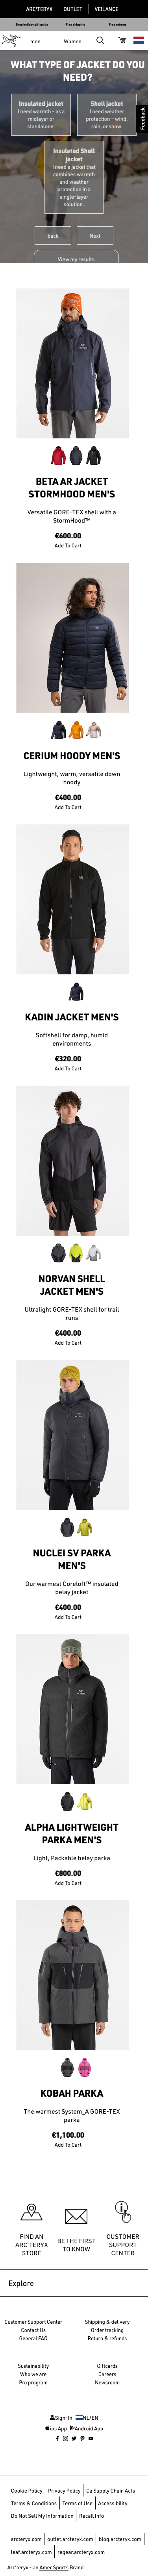 ARC'TERYX
OUTLET
VEILANCE
Shop holiday gift guide
Free shipping
Free returns
men
Women
WHAT TYPE OF JACKET DO YOU
NEED?
Insulated jacket
I need warmth - as a
midlayer or
standalone.
Shell jacket
I need weather
protection - wind,
rain, or snow.
Insulated Shell
jacket
I need a jacket that
combines warmth
and weather
protection in a
single-layer
solution.
Feedback
back
Next
View my results
BETA AR JACKET
STORMHOOD MEN'S
Versatile GORE-TEX shell with a
StormHood™
€600.00
Add To Cart
CERIUM HOODY MEN'S
Lightweight, warm, versatile down
hoody
€400.00
Add To Cart
KADIN JACKET MEN'S
Softshell for damp, humid
environments
€320.00
Add To Cart
NORVAN SHELL
JACKET MEN'S
Ultralight GORE-TEX shell for trail
runs
€400.00
Add To Cart
NUCLEI SV PARKA
MEN'S
Our warmest Coreloft™ insulated
belay jacket
€400.00
Add To Cart
ALPHA LIGHTWEIGHT
PARKA MEN'S
Light, Packable belay parka
€800.00
Add To Cart
KOBAH PARKA
The warmest System_A GORE-TEX
parka
€1,100.00
Add To Cart
FIND AN
ARC'TERYX
STORE
BE THE FIRST
TO KNOW
CUSTOMER
SUPPORT
CENTER
Explore
Customer Support Center
Contact Us
General FAQ
Shipping & delivery
Order tracking
Return & refunds
Sustainability
Who we are
Pro program
Giftcards
Careers
Newsroom
Sign-In
NL/EN
ios App
Android App
Cookie Policy
Privacy Policy
Ca Supply Chain Acts
Terms & Conditions
Terms of Use
Accessibility
Do Not Sell My Information
Recall Info
arcteryx.com
outlet.arcteryx.com
blog.arcteryx.com
leaf.arcteryx.com
regear.arcteryx.com
Arc'teryx - an Amer Sports Brand